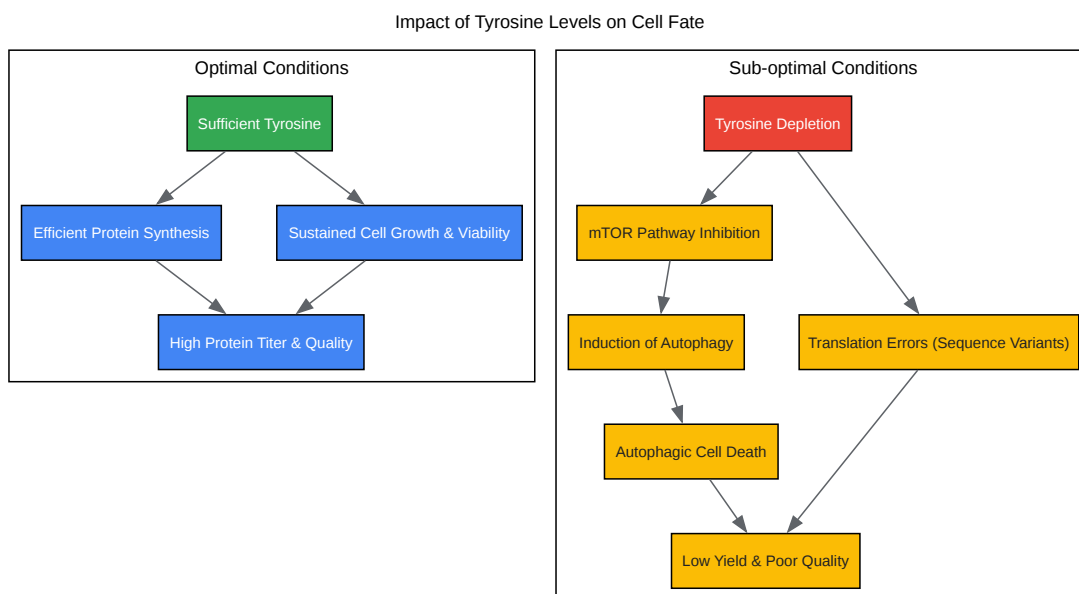 Impact of Tyrosine Levels on Cell Fate
Optimal Conditions
Sufficient Tyrosine
Efficient Protein Synthesis
Sustained Cell Growth & Viability
High Protein Titer & Quality
Sub-optimal Conditions
Tyrosine Depletion
mTOR Pathway Inhibition
Induction of Autophagy
Translation Errors (Sequence Variants)
Autophagic Cell Death
Low Yield & Poor Quality